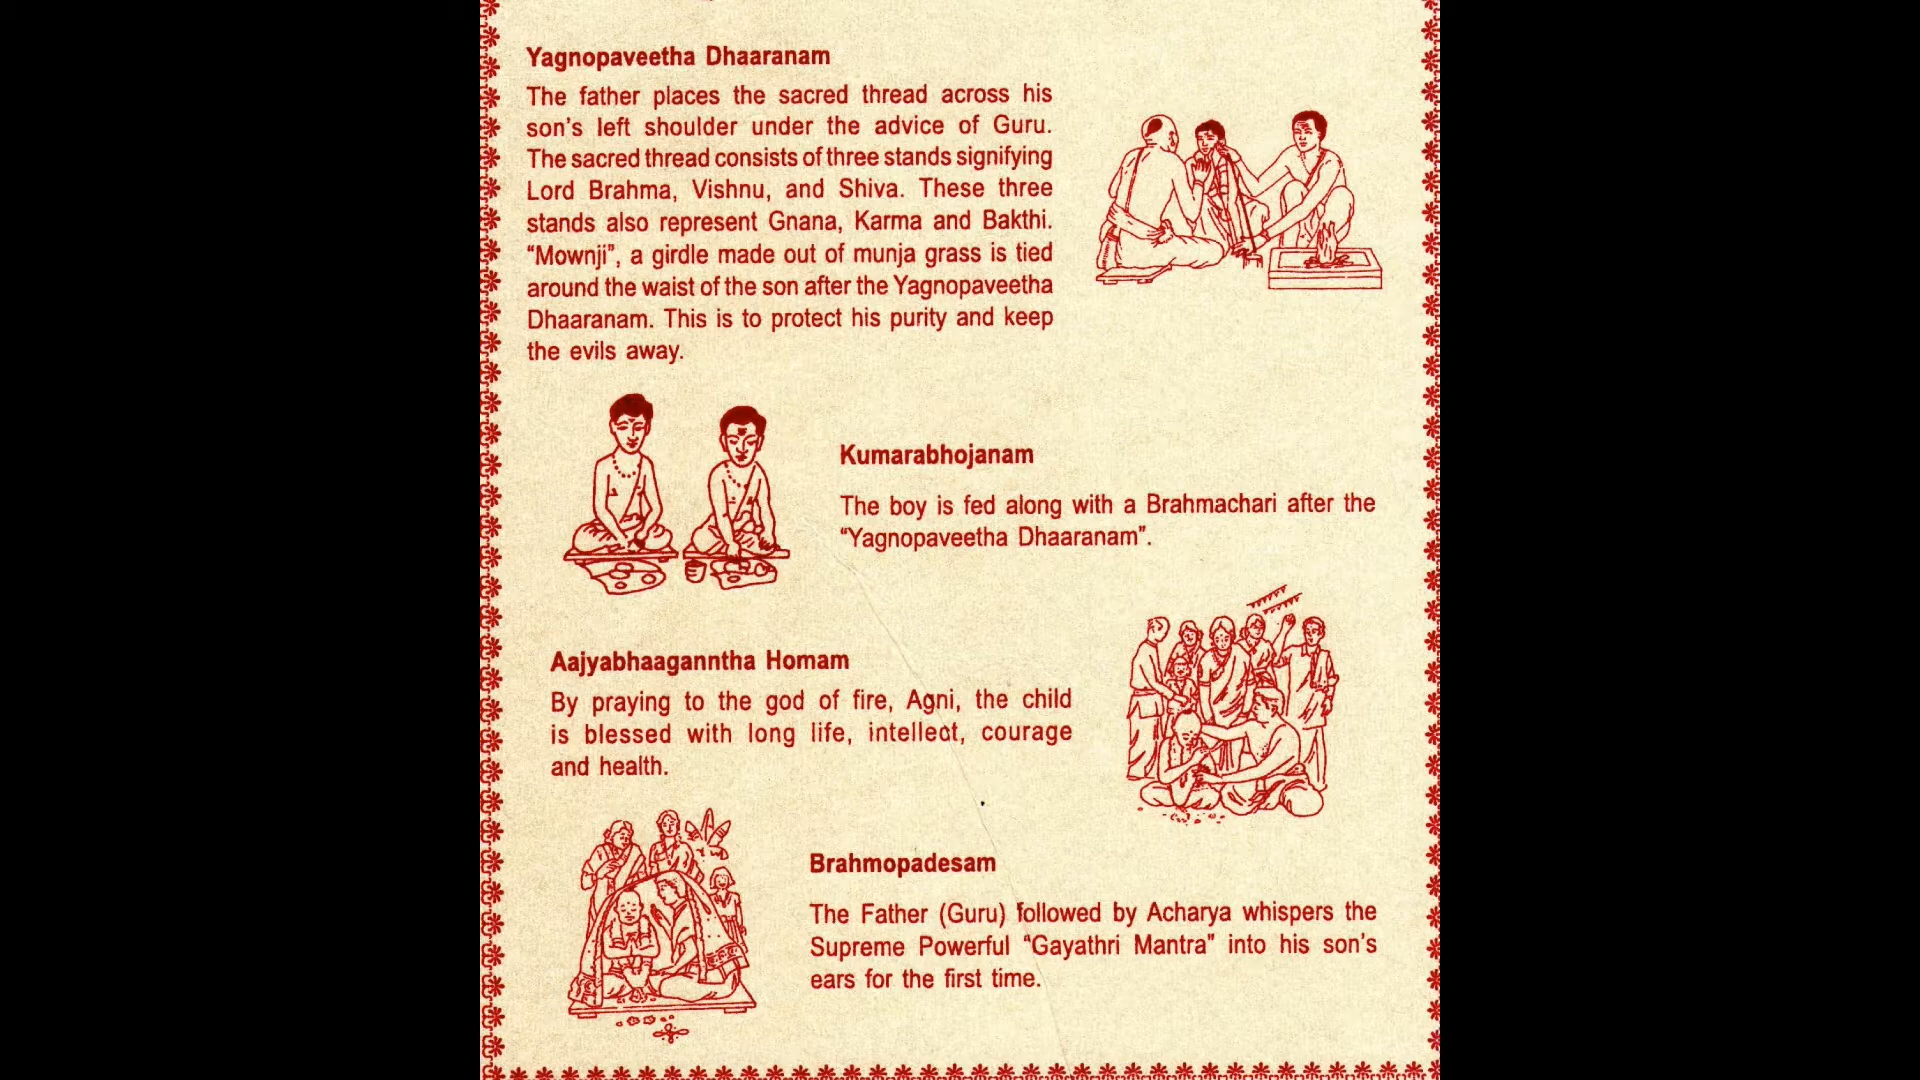 Yagnopaveetha Dhaaranam
The father places the sacred thread across his
son's left shoulder under the advice of Guru.
The sacred thread consists of three stands signifying
Lord Brahma, Vishnu, and Shiva. These three
stands also represent Gnana, Karma and Bakthi.
“Mownji”, a girdle made out of munja grass is tied
around the waist of the son after the Yagnopaveetha
Dhaaranam. This is to protect his purity and keep
the evils away.
Kumarabhojanam
The boy is fed along with a Brahmachari after the
“Yagnopaveetha Dhaaranam”.
Aajyabhaaganntha Homam
By praying to the god of fire, Agni, the child
is blessed with long life, intellect, courage
and health.
Brahmopadesam
The Father (Guru) followed by Acharya whispers the
Supreme Powerful “Gayathri Mantra” into his son's
ears for the first time.